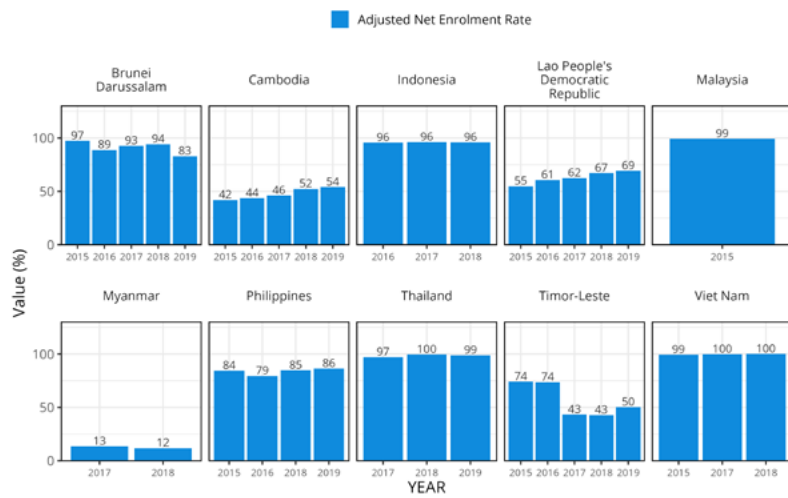 Adjusted Net Enrolment Rate
Brunei
Darussalam
Cambodia
Indonesia
Lao People's
Democratic
Republic
Malaysia
Value (%)
100
50
0
97 89 93 94 83
42 44 46 52 54
96 96 96
55 61 62 67 69
99
2015 2016 2017 2018 2019
2015 2016 2017 2018 2019
2016 2017 2018
2015 2016 2017 2018 2019
2015
Myanmar
Philippines
Thailand
Timor-Leste
Viet Nam
100
50
0
13 12
84 79 85 86
97 100 99
74 74 43 43 50
99 100 100
2017 2018
2015 2016 2018 2019
2017 2018 2019
2015 2016 2017 2018 2019
2015 2017 2018
YEAR